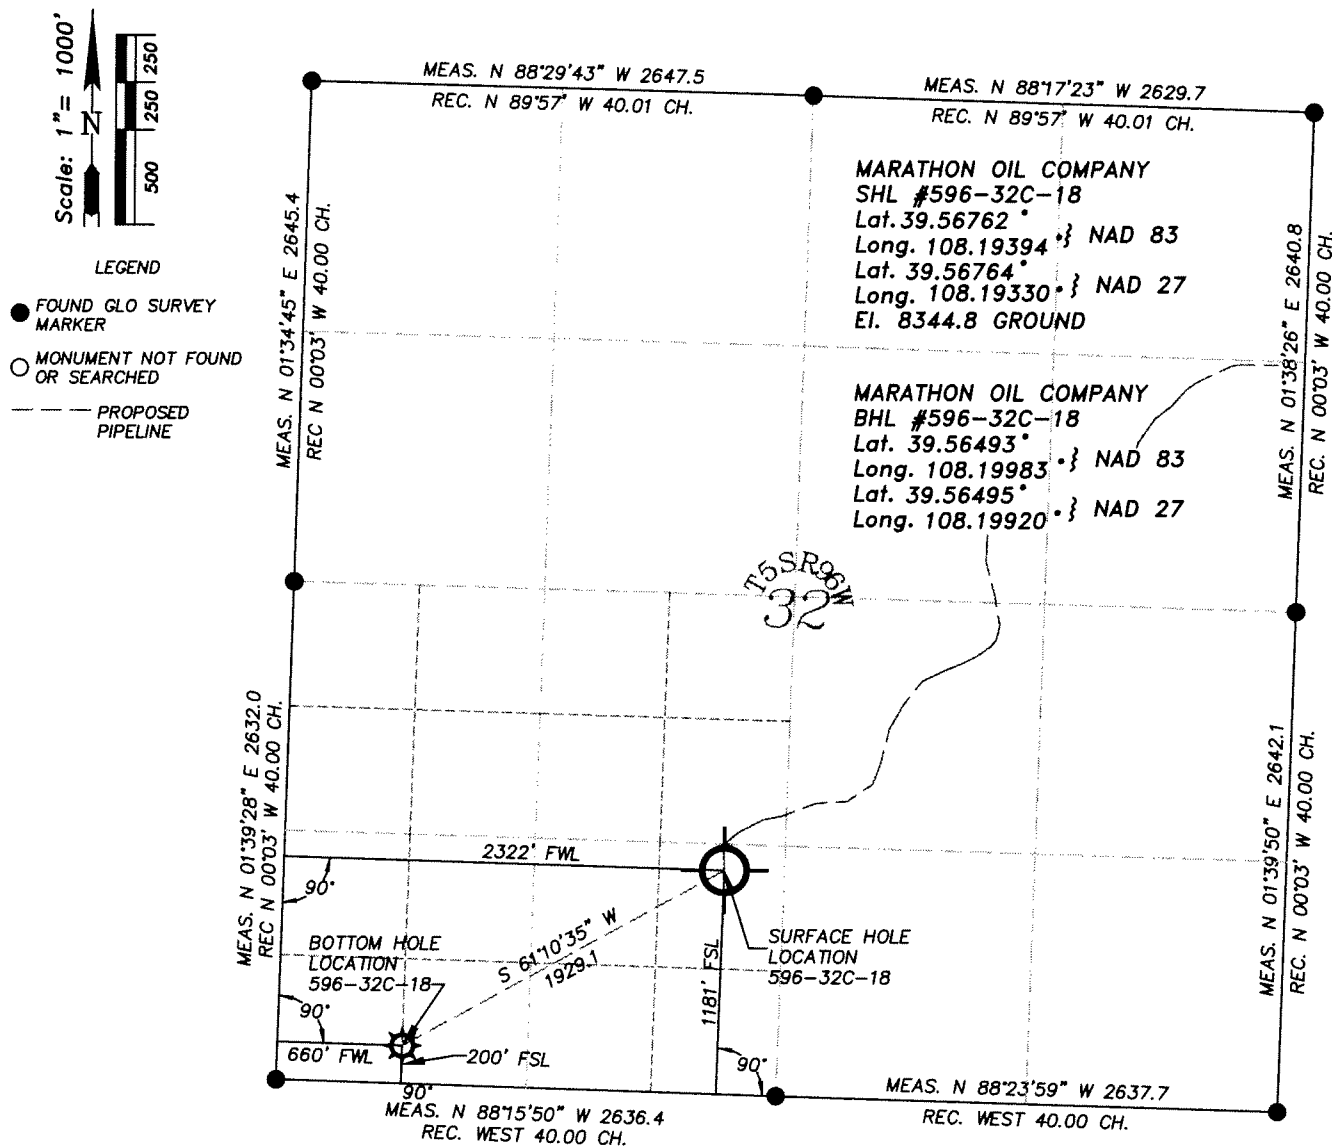 Scale: 1"= 1000'
N
500
250
250
LEGEND
FOUND GLO SURVEY
MARKER
MONUMENT NOT FOUND
OR SEARCHED
PROPOSED
PIPELINE
MEAS. N 88°29'43" W 2647.5
REC. N 89°57' W 40.01 CH.
MEAS. N 88°17'23" W 2629.7
REC. N 89°57' W 40.01 CH.
MEAS. N 01°34'45" E 2645.4
REC N 00°03' W 40.00 CH.
MARATHON OIL COMPANY
SHL #596-32C-18
Lat. 39.56762 °
Long. 108.19394 °} NAD 83
Lat. 39.56764°
Long. 108.19330 °} NAD 27
El. 8344.8 GROUND
MEAS. N 01°38'26" E 2640.8
REC. N 00°03' W 40.00 CH.
MARATHON OIL COMPANY
BHL #596-32C-18
Lat. 39.56493°
Long. 108.19983 °} NAD 83
Lat. 39.56495°
Long. 108.19920 °} NAD 27
T5SR96W
32
MEAS. N 01°39'28" E 2632.0
REC N 00°03' W 40.00 CH.
MEAS. N 01°39'50" E 2642.1
REC. N 00°03' W 40.00 CH.
2322' FWL
90°
S 61°10'35" W
1929.1
BOTTOM HOLE
LOCATION
596-32C-18
SURFACE HOLE
LOCATION
596-32C-18
1181' FSL
90°
90°
660' FWL
200' FSL
90°
MEAS. N 88°15'50" W 2636.4
REC. WEST 40.00 CH.
MEAS. N 88°23'59" W 2637.7
REC. WEST 40.00 CH.